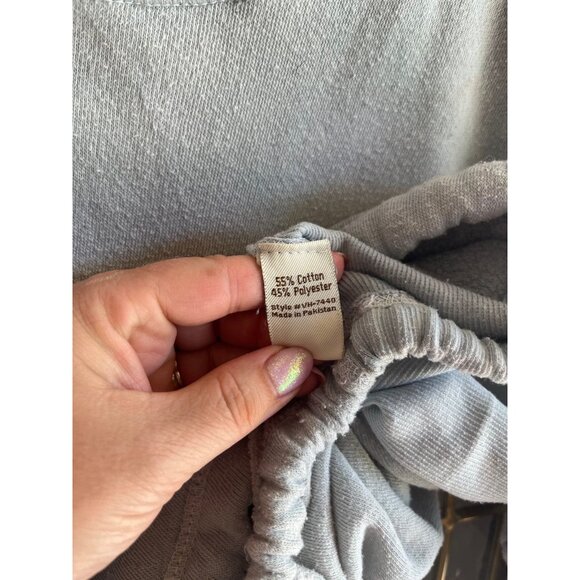 55% Cotton
45% Polyester
Style #VH-7440
Made in Pakistan